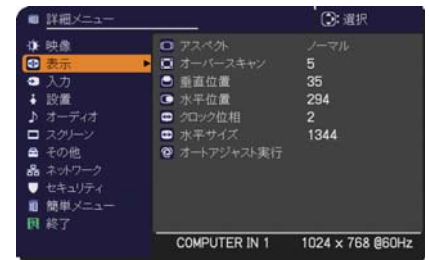 詳細メニュー
:選択
映像
表示
入力
設置
オーディオ
スクリーン
その他
ネットワーク
セキュリティ
簡単メニュー
終了
アスペクト ノーマル
オーバースキャン 5
垂直位置 35
水平位置 294
クロック位相 2
水平サイズ 1344
オートアジャスト実行
COMPUTER IN 1 1024 x 768 @60Hz